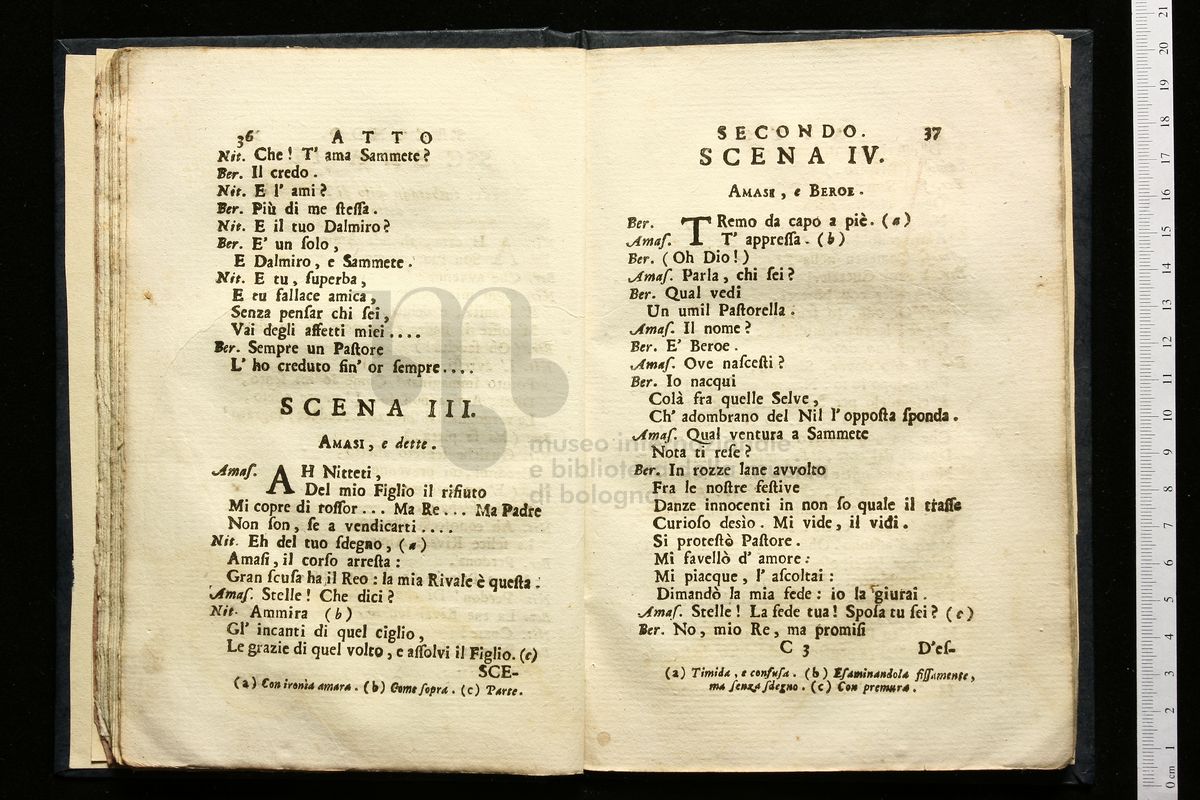 36 ATTO
Nit. Che! T' ama Sammete?
Ber. Il credo.
Nit. E l' ami?
Ber. Più di me ſteſſa.
Nit. E il tuo Dalmiro?
Ber. E' un ſolo,
E Dalmiro, e Sammete.
Nit. E tu, ſuperba,
E tu fallace amica,
Senza penſar chi ſei,
Vai degli affetti miei....
Ber. Sempre un Paſtore
L' ho creduto fin' or ſempre....
SCENA III.
AMASI, e dette.
Amaſ. AH Nitteti,
Del mio Figlio il rifiuto
Mi copre di roſſor... Ma Re... Ma Padre
Non ſon, ſe a vendicarti....
Nit. Eh del tuo ſdegno, (a)
Amaſi, il corſo arreſta:
Gran ſcuſa ha il Reo: la mia Rivale è queſta.
Amaſ. Stelle! Che dici?
Nit. Ammira (b)
Gl' incanti di quel ciglio,
Le grazie di quel volto, e aſſolvi il Figlio. (c)
SCE-
(a) Con ironia amara. (b) Come ſopra. (c) Parte.
SECONDO. 37
SCENA IV.
AMASI, e BEROE.
Ber. TRemo da capo a piè. (a)
Amaſ. T' appreſſa. (b)
Ber. (Oh Dio!)
Amaſ. Parla, chi ſei?
Ber. Qual vedi
Un umil Paſtorella.
Amaſ. Il nome?
Ber. E' Beroe.
Amaſ. Ove naſceſti?
Ber. Io nacqui
Colà fra quelle Selve,
Ch' adombrano del Nil l' oppoſta ſponda.
Amaſ. Qual ventura a Sammete
Nota ti reſe?
Ber. In rozze lane avvolto
Fra le noſtre feſtive
Danze innocenti in non ſo quale il traſſe
Curioſo desìo. Mi vide, il vidi.
Si proteſtò Paſtore.
Mi favellò d' amore:
Mi piacque, l' aſcoltai:
Dimandò la mia fede: io la giurai.
Amaſ. Stelle! La fede tua! Spoſa tu ſei? (c)
Ber. No, mio Re, ma promiſi
C 3 D'eſ-
(a) Timida, e confuſa. (b) Eſaminandola fiſſamente,
ma ſenza ſdegno. (c) Con premura.
museo internazionale
e biblioteca della musica
di bologna